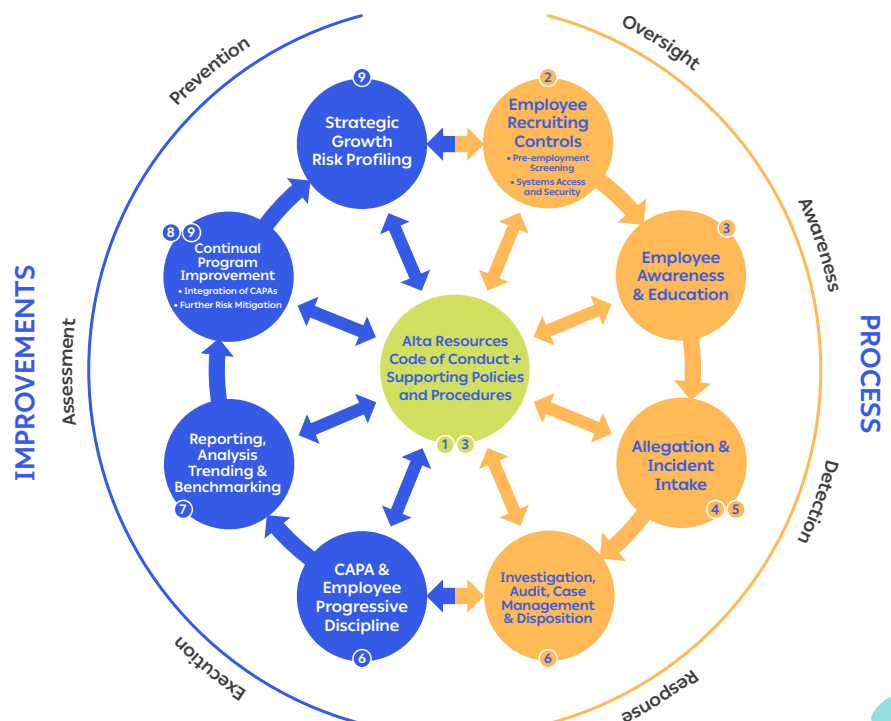 Prevention
Oversight
9
Strategic
Growth
Risk Profiling
2
Employee
Recruiting
Controls
• Pre-employment
Screening
• Systems Access
and Security
Awareness
8 9
Continual
Program
Improvement
• Integration of CAPAs
• Further Risk Mitigation
3
Employee
Awareness
& Education
IMPROVEMENTS
Assessment
Alta Resources
Code of Conduct +
Supporting Policies
and Procedures
1 3
PROCESS
Reporting,
Analysis
Trending &
Benchmarking
7
Allegation &
Incident
Intake
4 5
Detection
CAPA &
Employee
Progressive
Discipline
6
Investigation,
Audit, Case
Management
& Disposition
6
Execution
Response